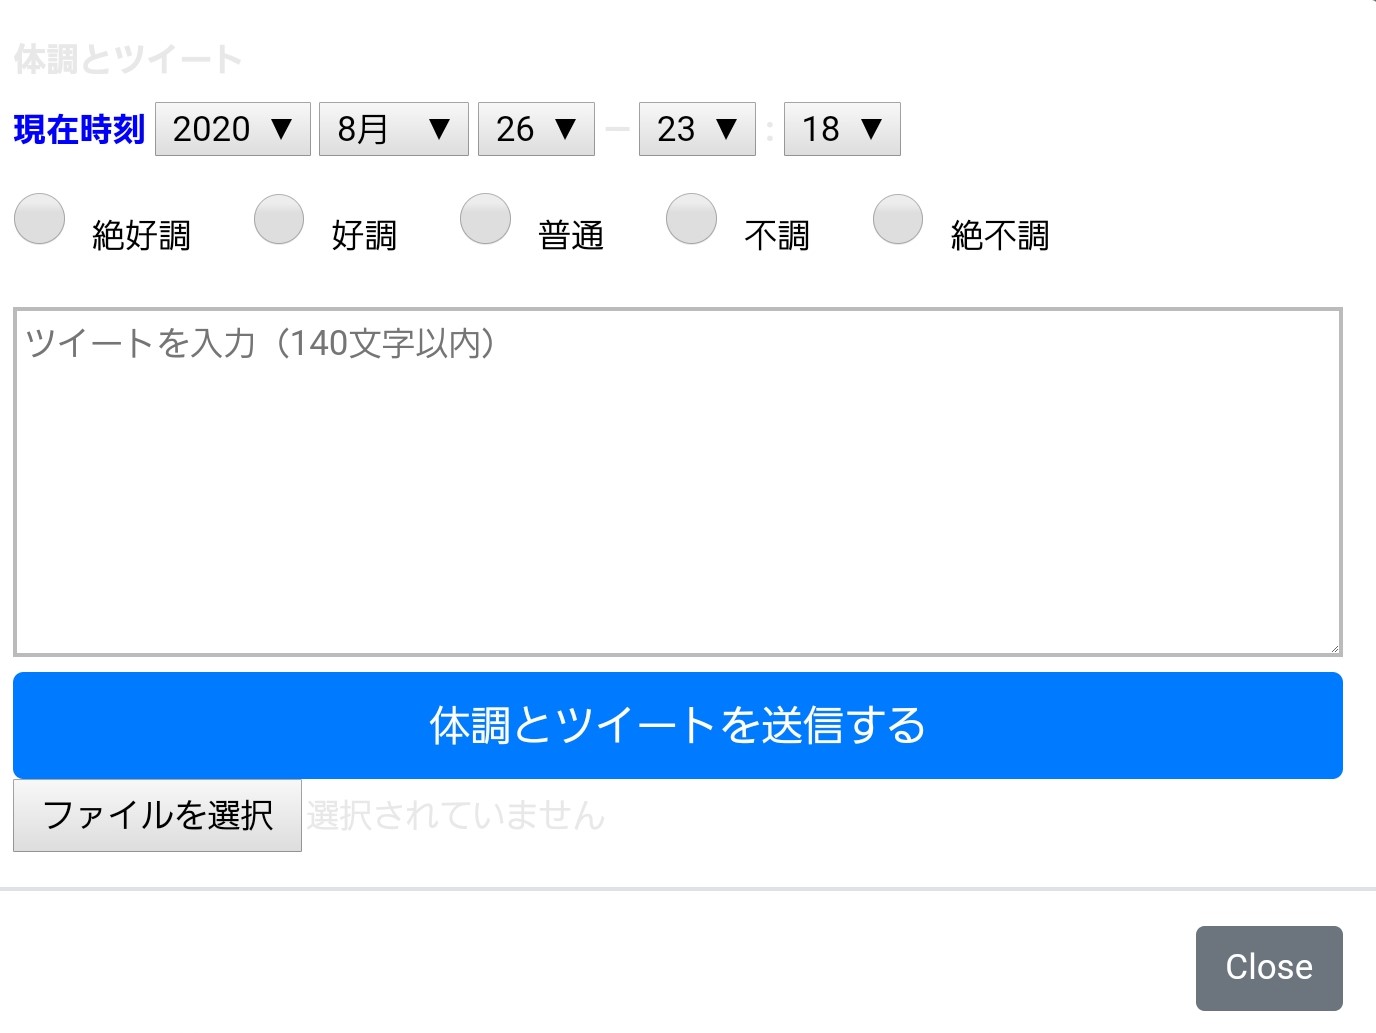 体調とツイート
現在時刻 2020 ▼ 8月 ▼ 26 ▼ ー 23 ▼ : 18 ▼
絶好調 好調 普通 不調 絶不調
ツイートを入力（140文字以内）
体調とツイートを送信する
ファイルを選択 選択されていません
Close